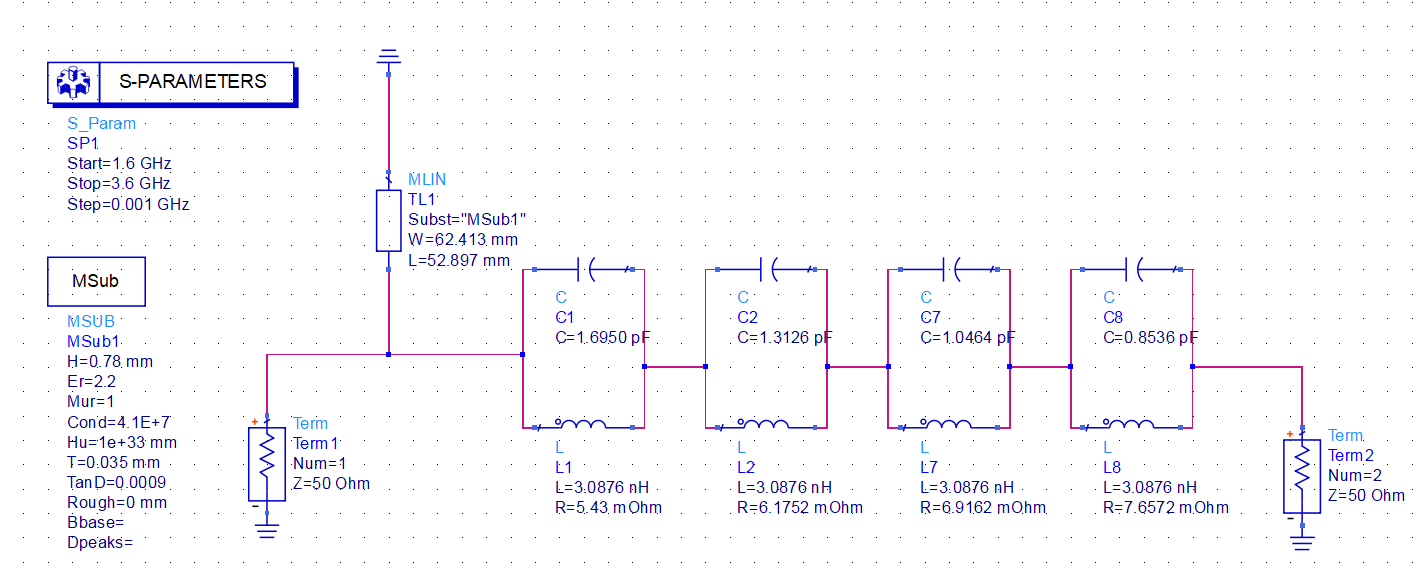 S-PARAMETERS
S_Param
SP1
Start=1.6 GHz
Stop=3.6 GHz
Step=0.001 GHz
MSub
MSUB
MSub1
H=0.78 mm
Er=2.2
Mur=1
Cond=4.1E+7
Hu=1e+33 mm
T=0.035 mm
TanD=0.0009
Rough=0 mm
Bbase=
Dpeaks=
MLIN
TL1
Subst="MSub1"
W=62.413 mm
L=52.897 mm
+
Term
Term1
Num=1
Z=50 Ohm
-
C
C1
C=1.6950 pF
L
L1
L=3.0876 nH
R=5.43 mOhm
C
C2
C=1.3126 pF
L
L2
L=3.0876 nH
R=6.1752 mOhm
C
C7
C=1.0464 pF
L
L7
L=3.0876 nH
R=6.9162 mOhm
C
C8
C=0.8536 pF
L
L8
L=3.0876 nH
R=7.6572 mOhm
+
Term
Term2
Num=2
Z=50 Ohm
-